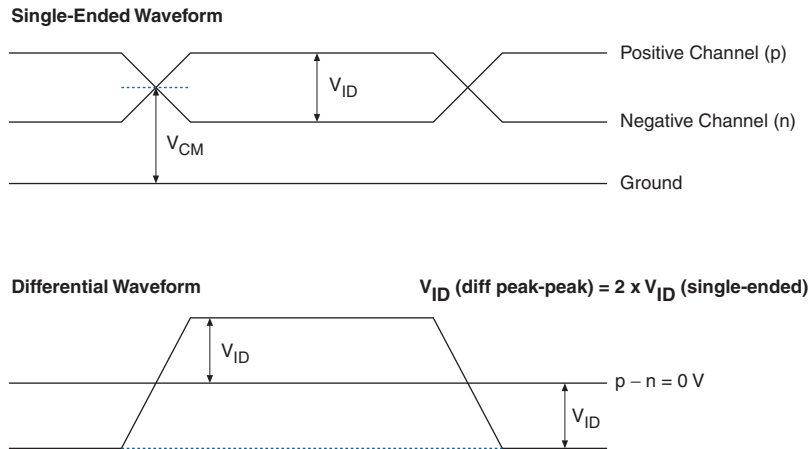 Single-Ended Waveform
Positive Channel (p)
VID
Negative Channel (n)
VCM
Ground
Differential Waveform
VID (diff peak-peak) = 2 x VID (single-ended)
VID
p − n = 0 V
VID